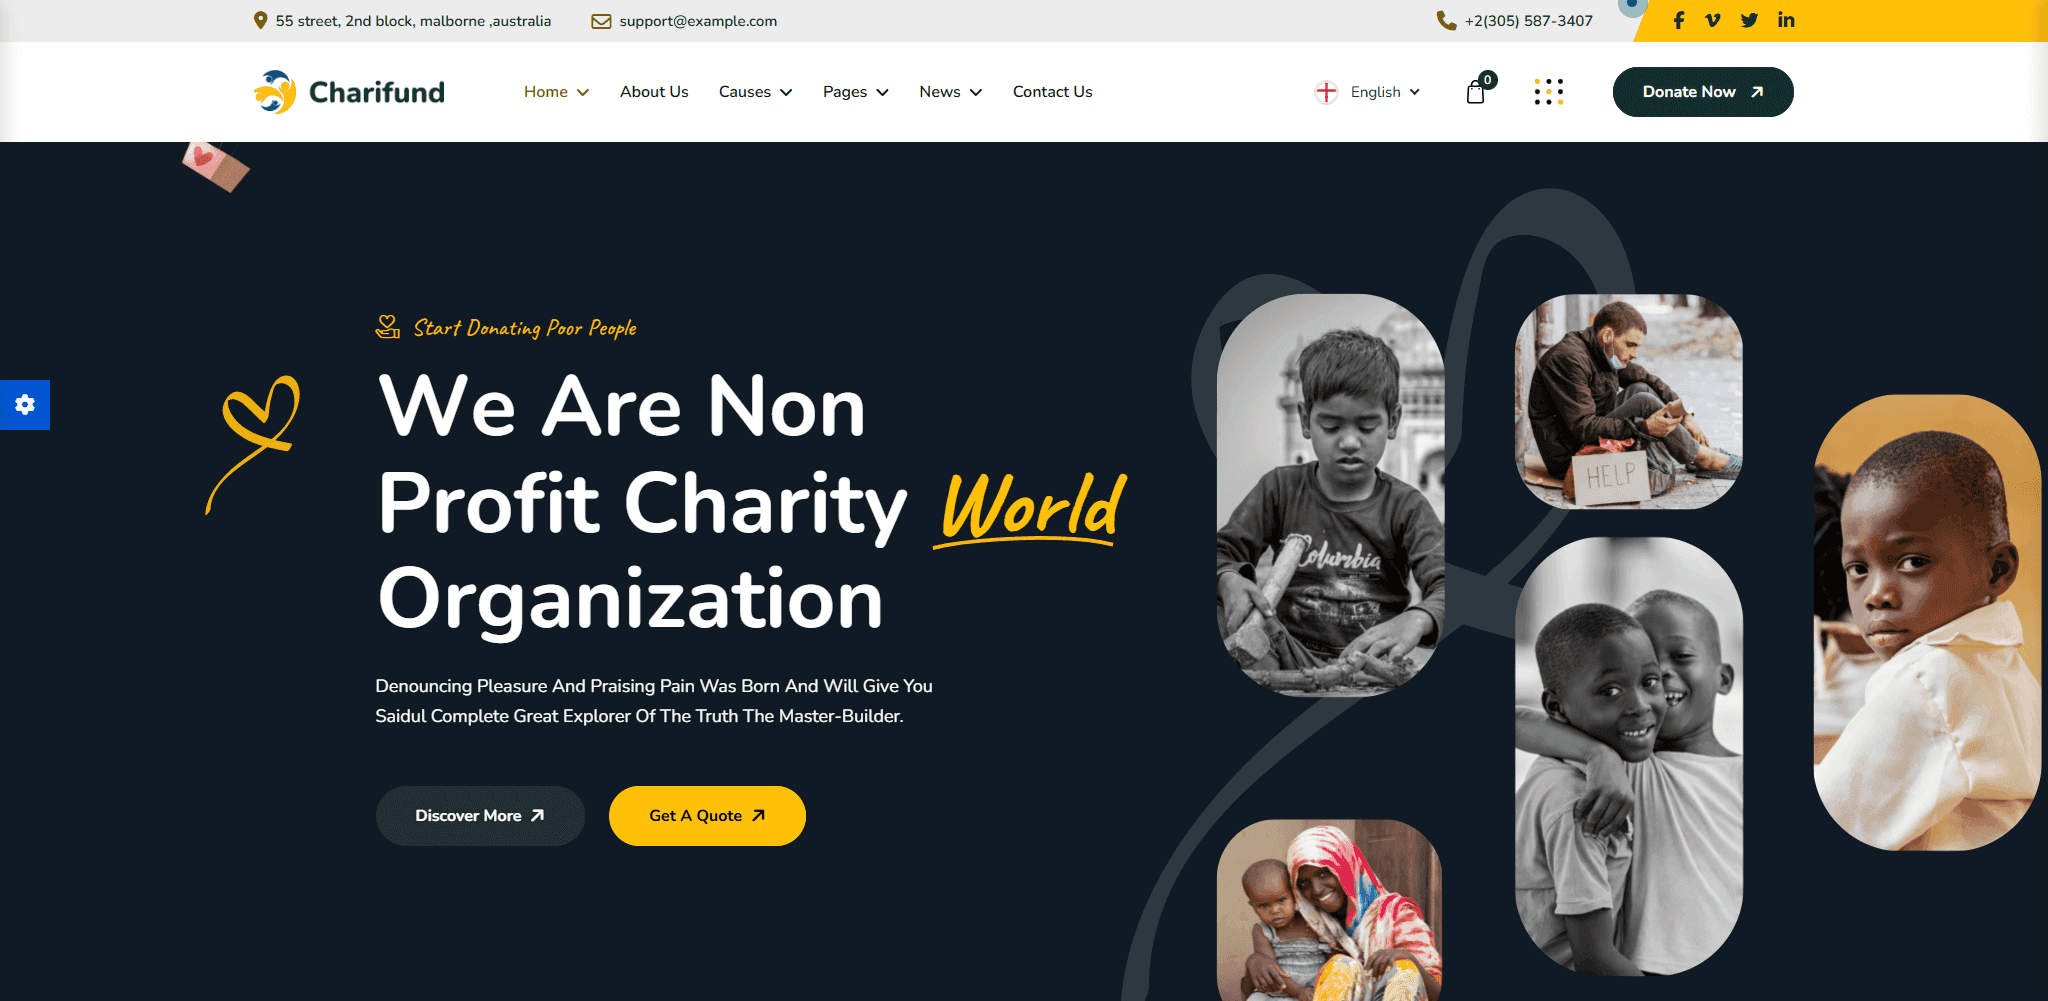 55 street, 2nd block, malborne ,australia
support@example.com
+2(305) 587-3407
Charifund
Home
About Us
Causes
Pages
News
Contact Us
English
0
Donate Now
Start Donating Poor People
We Are Non
Profit Charity World
Organization
Denouncing Pleasure And Praising Pain Was Born And Will Give You
Saidul Complete Great Explorer Of The Truth The Master-Builder.
Discover More
Get A Quote
Columbia
HELP